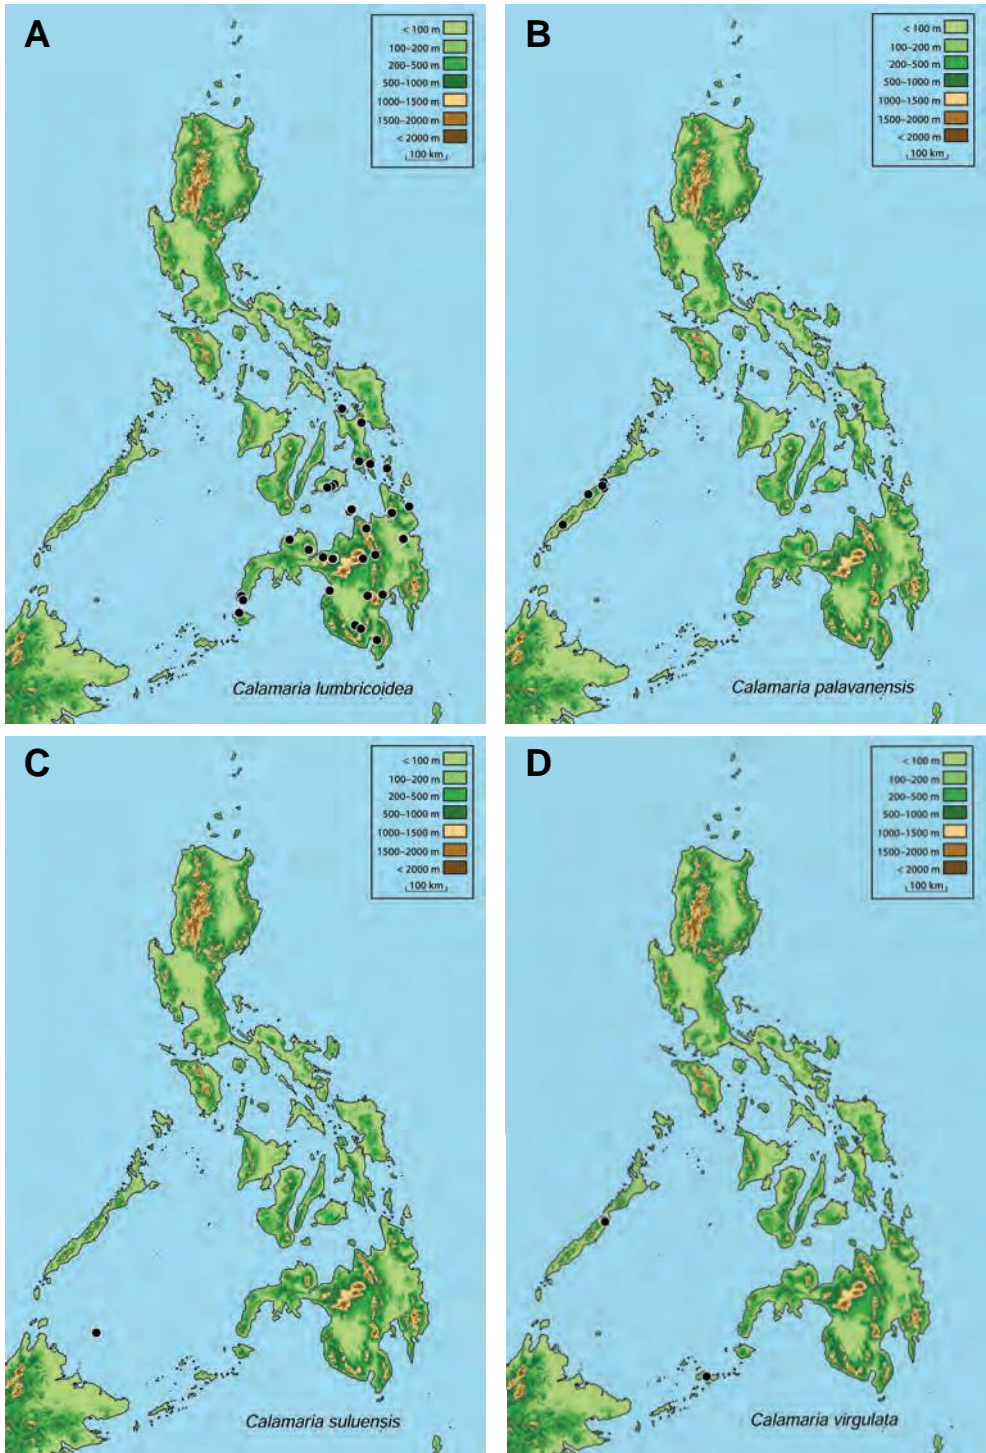 A
< 100 m
100–200 m
200–500 m
500–1000 m
1000–1500 m
1500–2000 m
< 2000 m
100 km
Calamaria lumbricoidea
B
< 100 m
100–200 m
200–500 m
500–1000 m
1000–1500 m
1500–2000 m
< 2000 m
100 km
Calamaria palavanensis
C
< 100 m
100–200 m
200–500 m
500–1000 m
1000–1500 m
1500–2000 m
< 2000 m
100 km
Calamaria suluensis
D
< 100 m
100–200 m
200–500 m
500–1000 m
1000–1500 m
1500–2000 m
< 2000 m
100 km
Calamaria virgulata